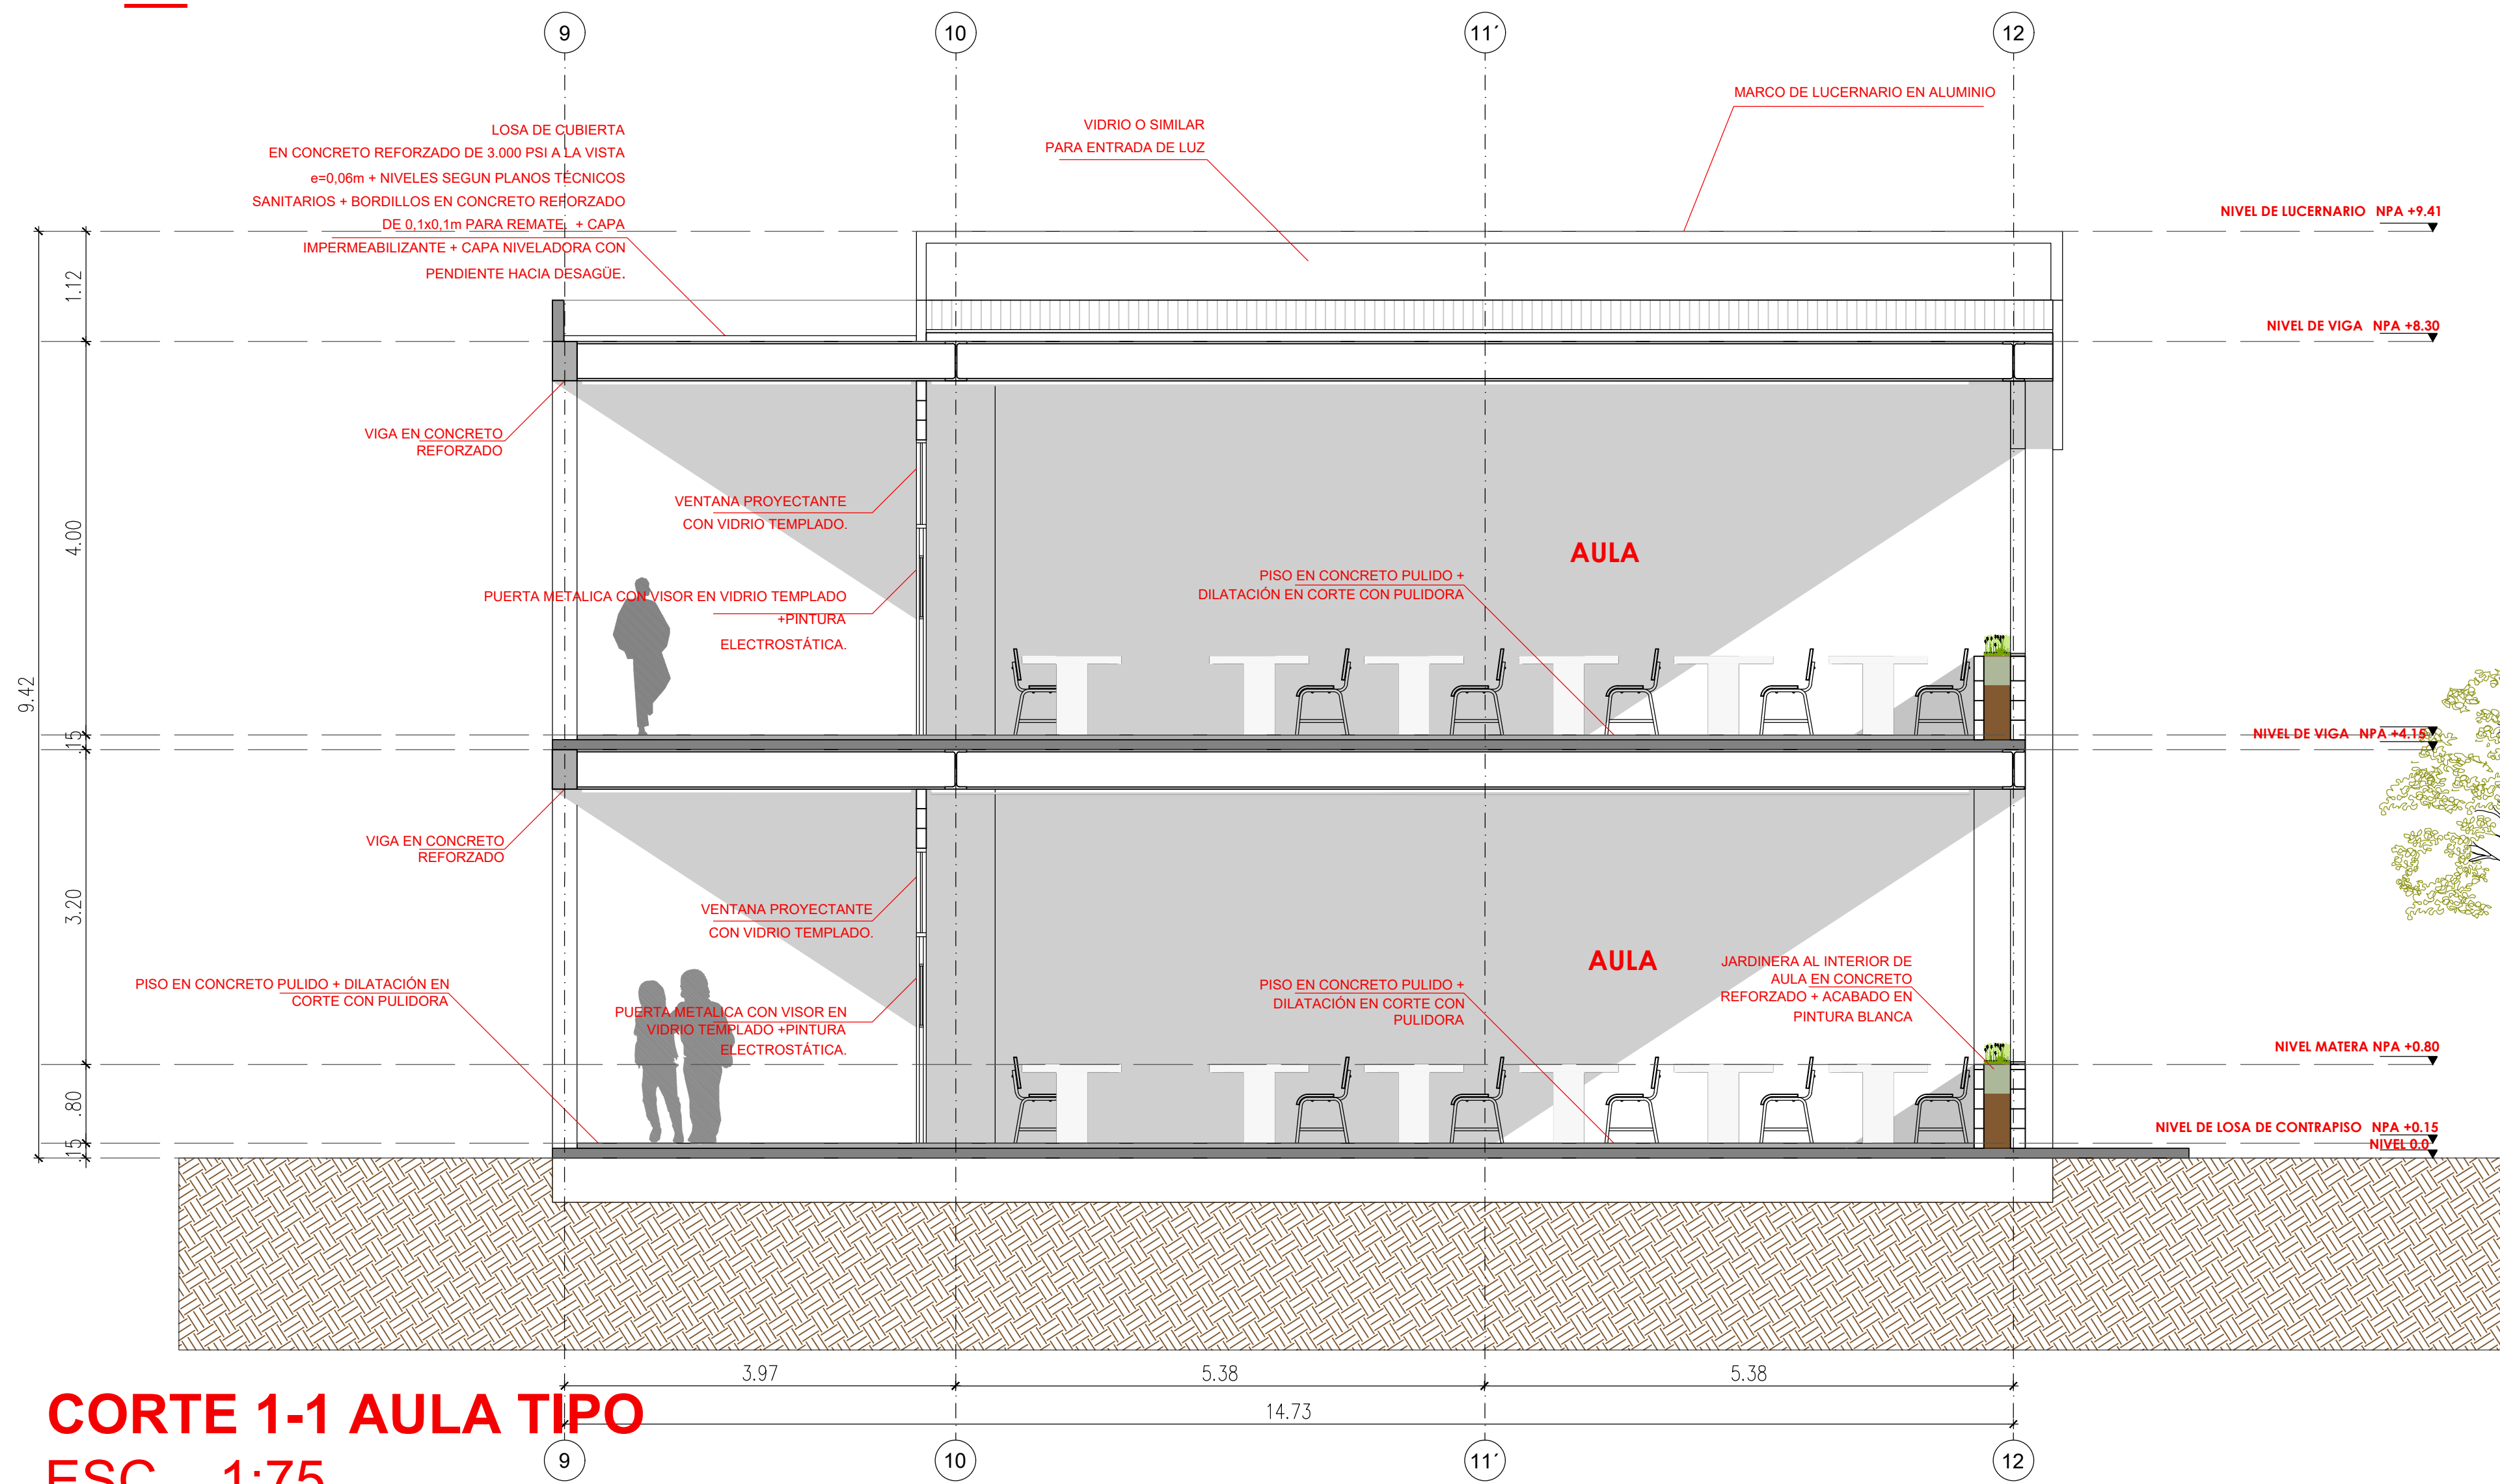 9
10
11´
12
MARCO DE LUCERNARIO EN ALUMINIO
VIDRIO O SIMILAR
PARA ENTRADA DE LUZ
LOSA DE CUBIERTA
EN CONCRETO REFORZADO DE 3.000 PSI A LA VISTA
e=0,06m + NIVELES SEGUN PLANOS TÉCNICOS
SANITARIOS + BORDILLOS EN CONCRETO REFORZADO
DE 0,1x0,1m PARA REMATE. + CAPA
IMPERMEABILIZANTE + CAPA NIVELADORA CON
PENDIENTE HACIA DESAGÜE.
NIVEL DE LUCERNARIO NPA +9.41
1.12
NIVEL DE VIGA NPA +8.30
VIGA EN CONCRETO
REFORZADO
VENTANA PROYECTANTE
CON VIDRIO TEMPLADO.
4.00
AULA
PISO EN CONCRETO PULIDO +
DILATACIÓN EN CORTE CON PULIDORA
PUERTA METALICA CON VISOR EN VIDRIO TEMPLADO
+PINTURA
ELECTROSTÁTICA.
9.42
.15
NIVEL DE VIGA NPA +4.15
VIGA EN CONCRETO
REFORZADO
3.20
VENTANA PROYECTANTE
CON VIDRIO TEMPLADO.
AULA
JARDINERA AL INTERIOR DE
AULA EN CONCRETO
REFORZADO + ACABADO EN
PINTURA BLANCA
PISO EN CONCRETO PULIDO + DILATACIÓN EN
CORTE CON PULIDORA
PISO EN CONCRETO PULIDO +
DILATACIÓN EN CORTE CON
PULIDORA
PUERTA METALICA CON VISOR EN
VIDRIO TEMPLADO +PINTURA
ELECTROSTÁTICA.
NIVEL MATERA NPA +0.80
.80
NIVEL DE LOSA DE CONTRAPISO NPA +0.15
.15
NIVEL 0.0
3.97
5.38
5.38
14.73
CORTE 1-1 AULA TIPO
ESC 1:75
9
10
11´
12